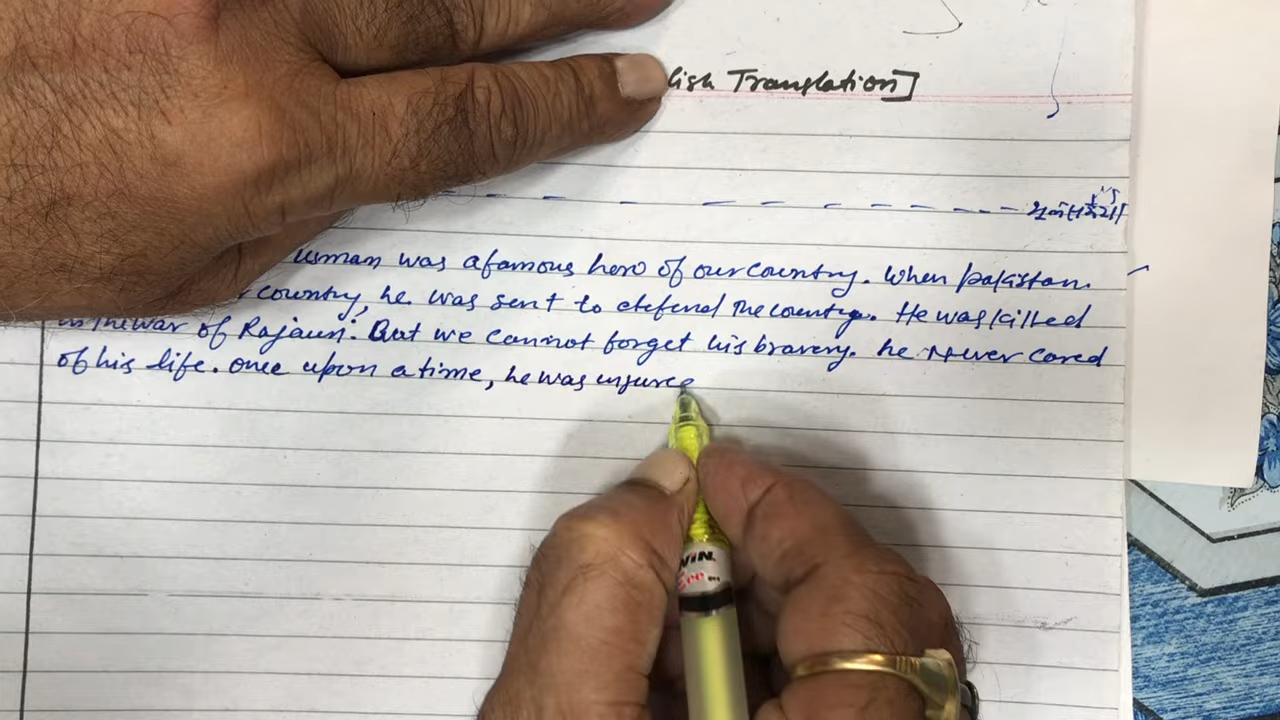 lish Translation]
usman was a famous hero of our country. When pakistan
country, he was sent to defend the country. He was killed
in the war of Rajauri. But we cannot forget his bravery. he Never cared
of his life. once upon a time, he was injure
WIN